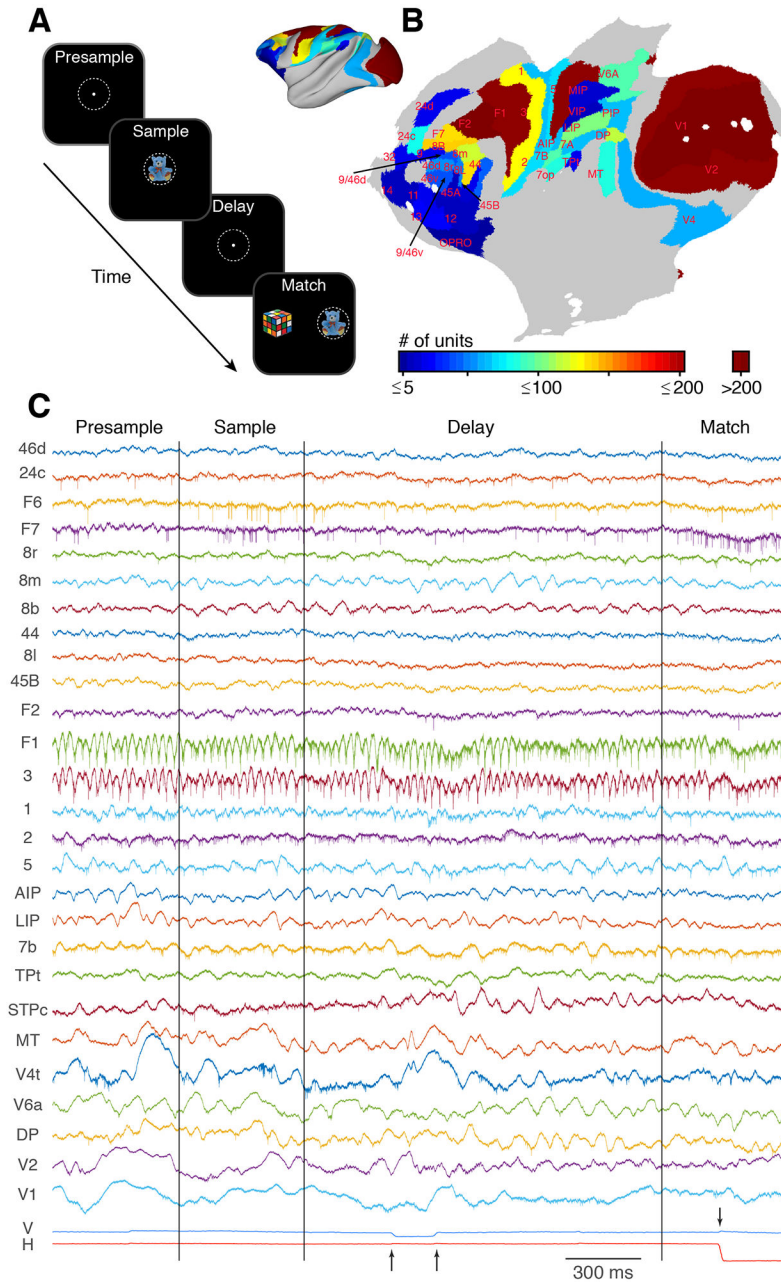 A
Presample
Sample
Delay
Match
Time
B
24d
24c
32
F7
8B
F2
F1
8m
44
1
3
2
5
MIP
V6A
VIP
PIP
LIP
DP
AIP
7A
7B
TPt
7op
MT
V1
V2
V4
9/46d
46d
45A
45B
14
11
13
12
OPRO
9/46v
# of units
≤5
≤100
≤200
>200
C
Presample
Sample
Delay
Match
46d
24c
F6
F7
8r
8m
8b
44
8l
45B
F2
F1
3
1
2
5
AIP
LIP
7b
TPt
STPc
MT
V4t
V6a
DP
V2
V1
V
H
300 ms